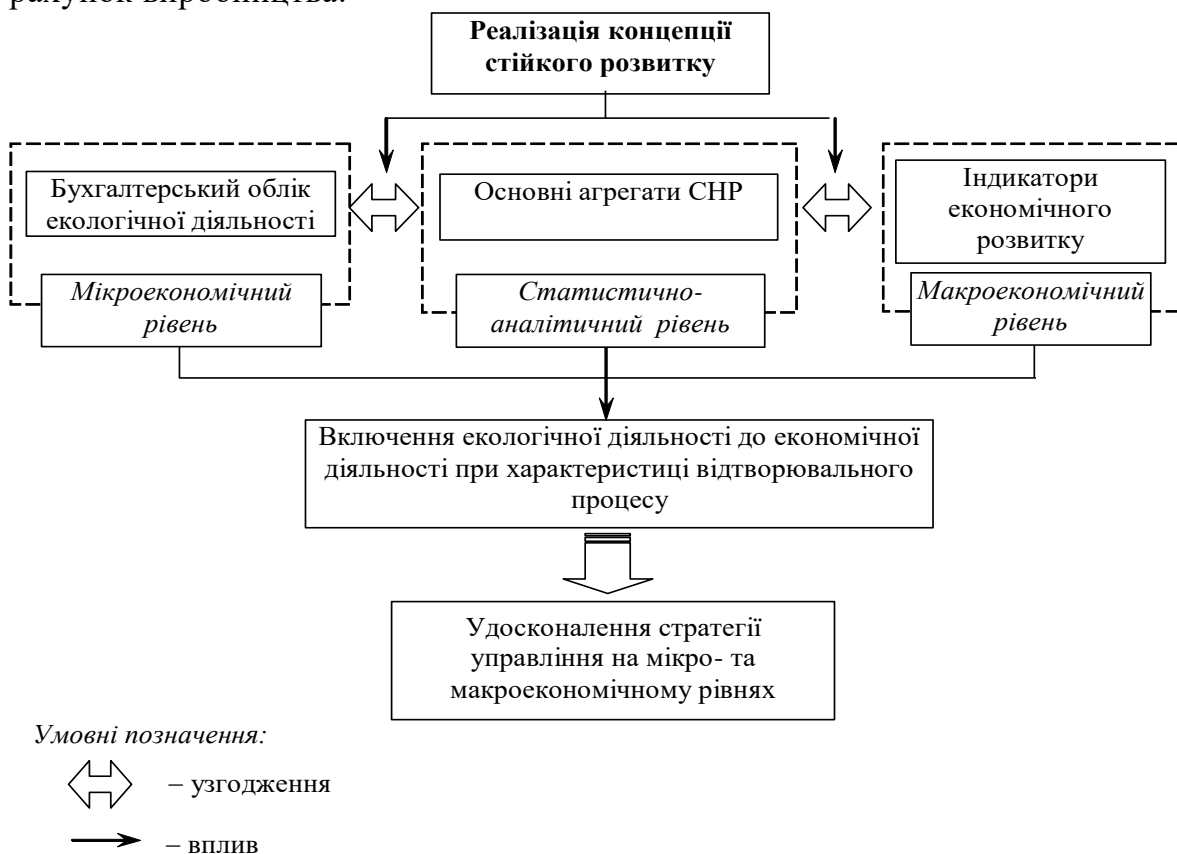 рахунок виробництва.
Реалізація концепції
стійкого розвитку
Бухгалтерський облік
екологічної діяльності
Основні агрегати СНР
Індикатори
економічного
розвитку
Мікроекономічний
рівень
Статистично-
аналітичний рівень
Макроекономічний
рівень
Включення екологічної діяльності до економічної
діяльності при характеристиці відтворювального
процесу
Удосконалення стратегії
управління на мікро- та
макроекономічному рівнях
Умовні позначення:
– узгодження
– вплив